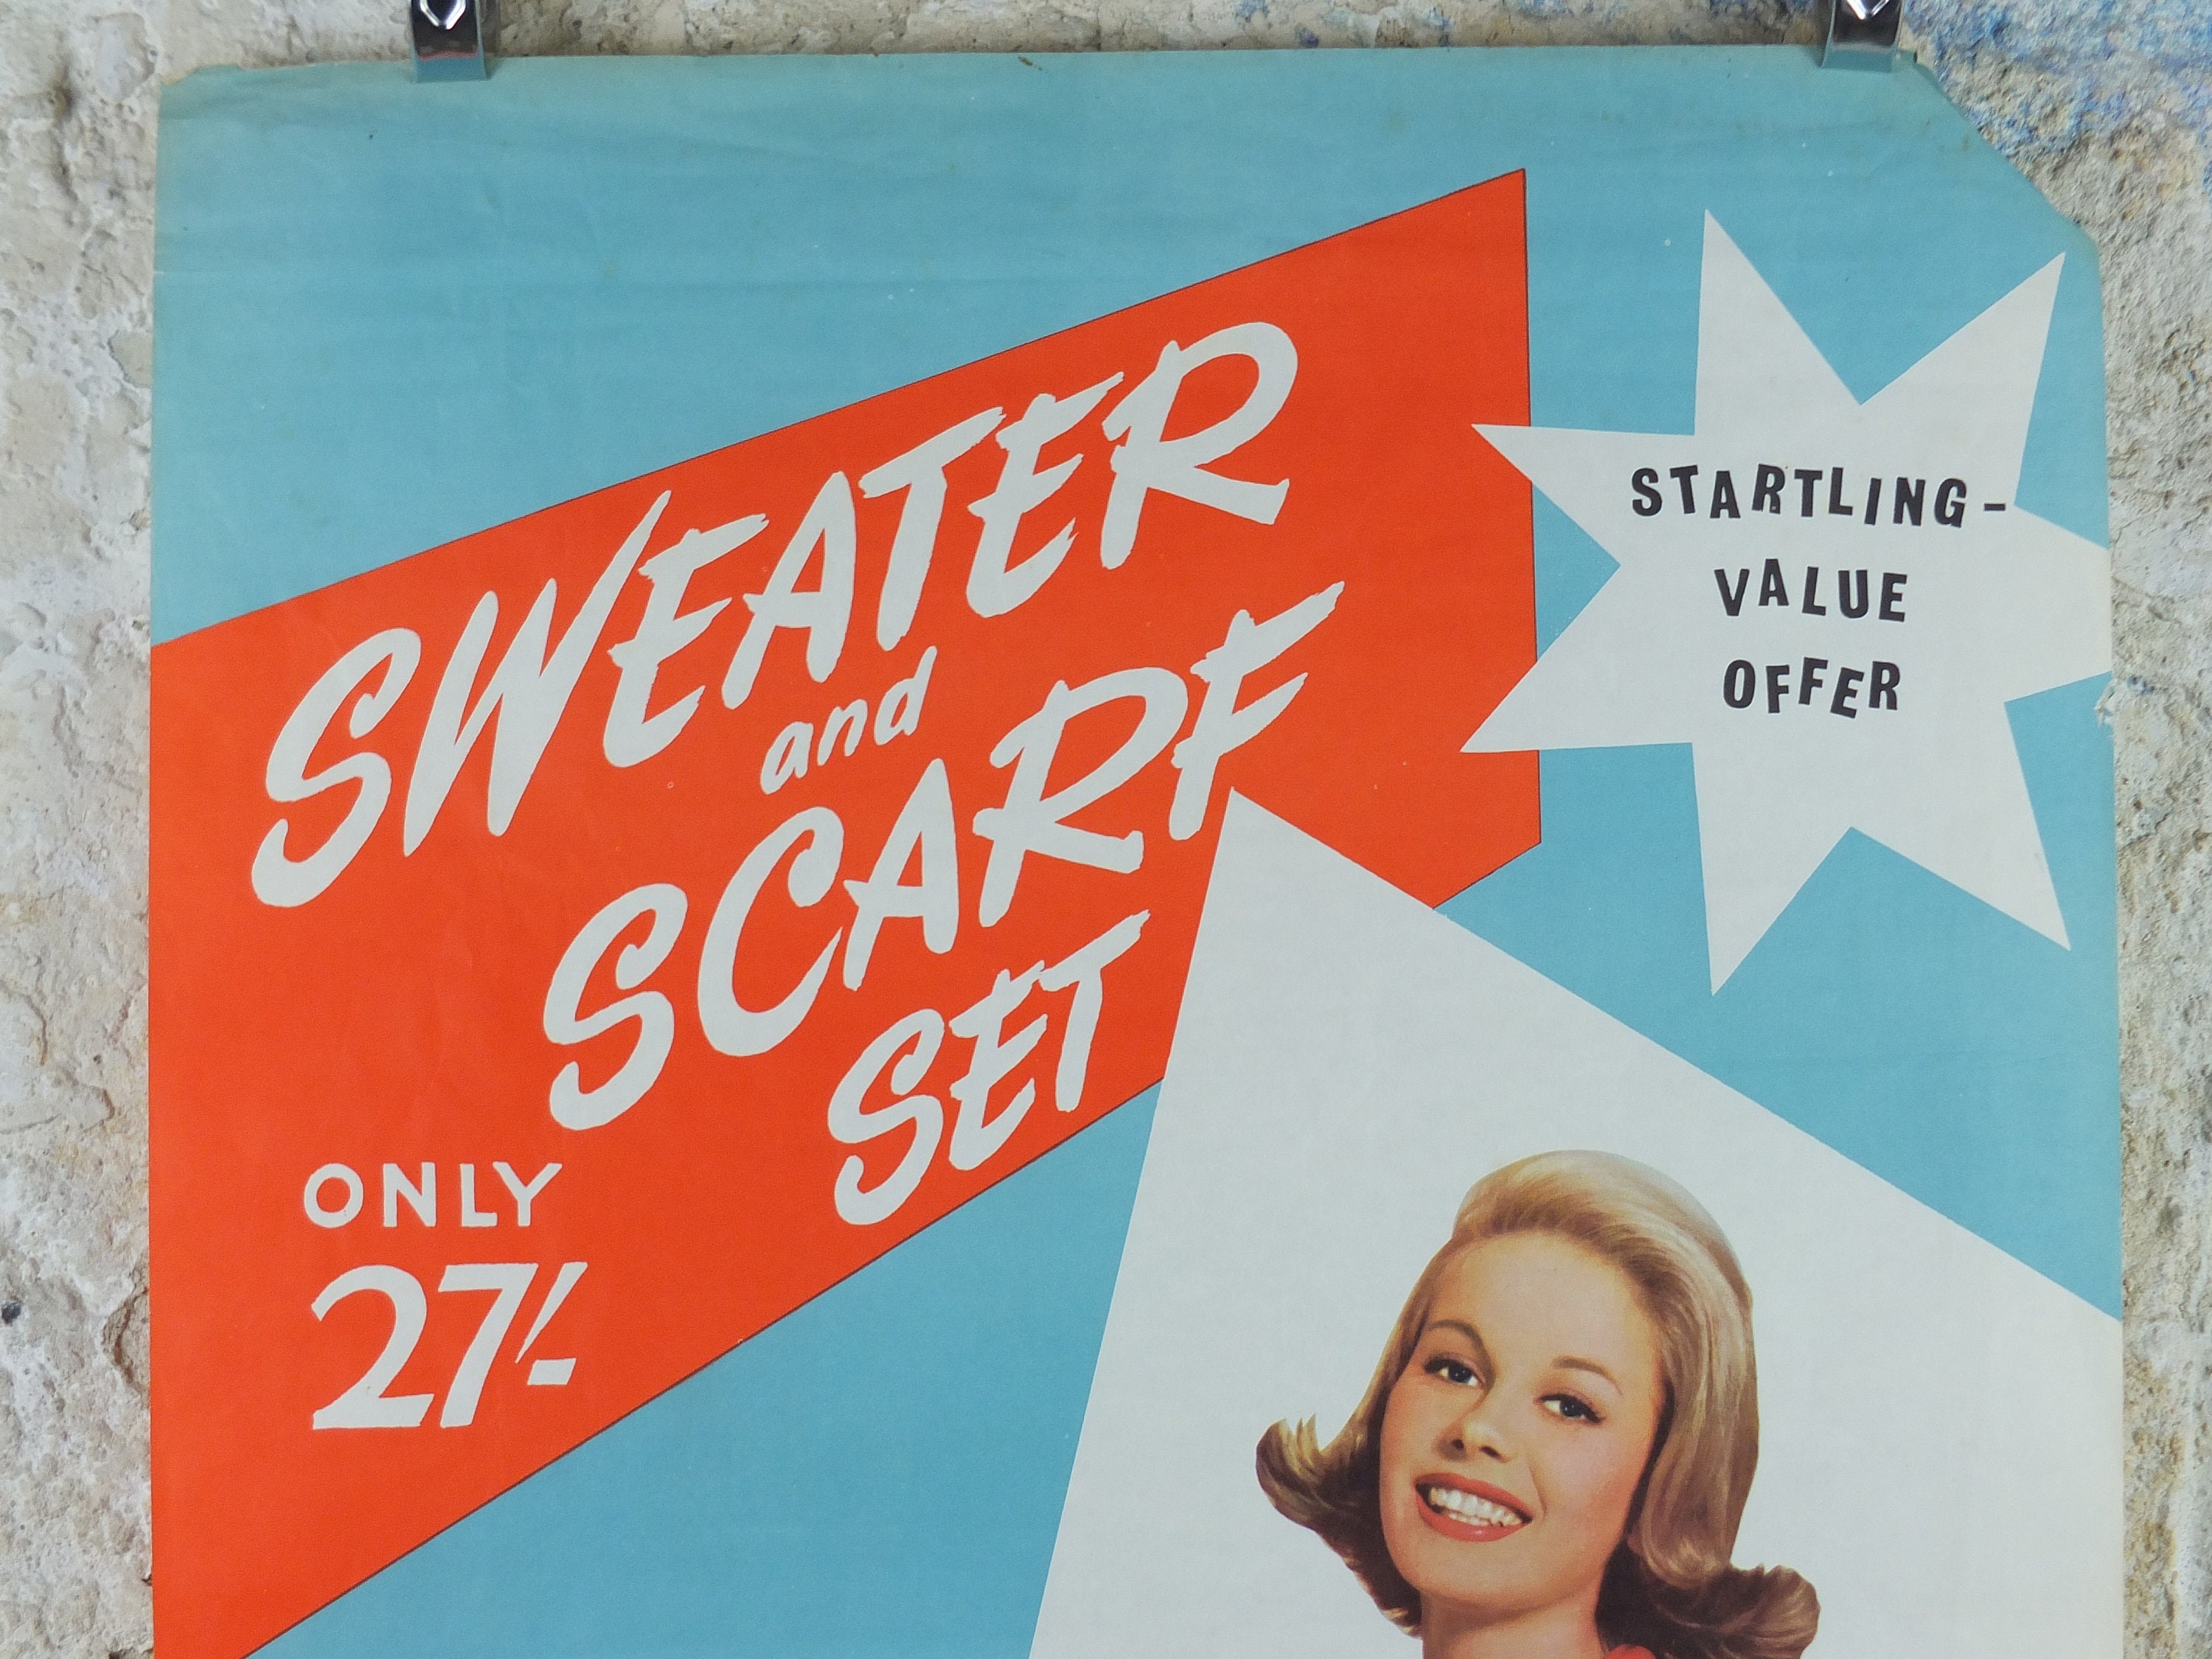 SWEATER
and
SCARF
SET
ONLY
27/-
STARTLING-
VALUE
OFFER